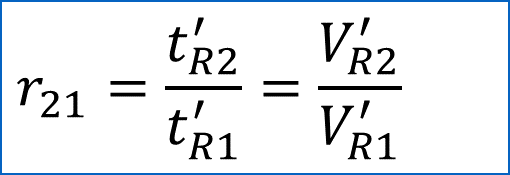 r₂₁ = t′R2 / t′R1 = V′R2 / V′R1